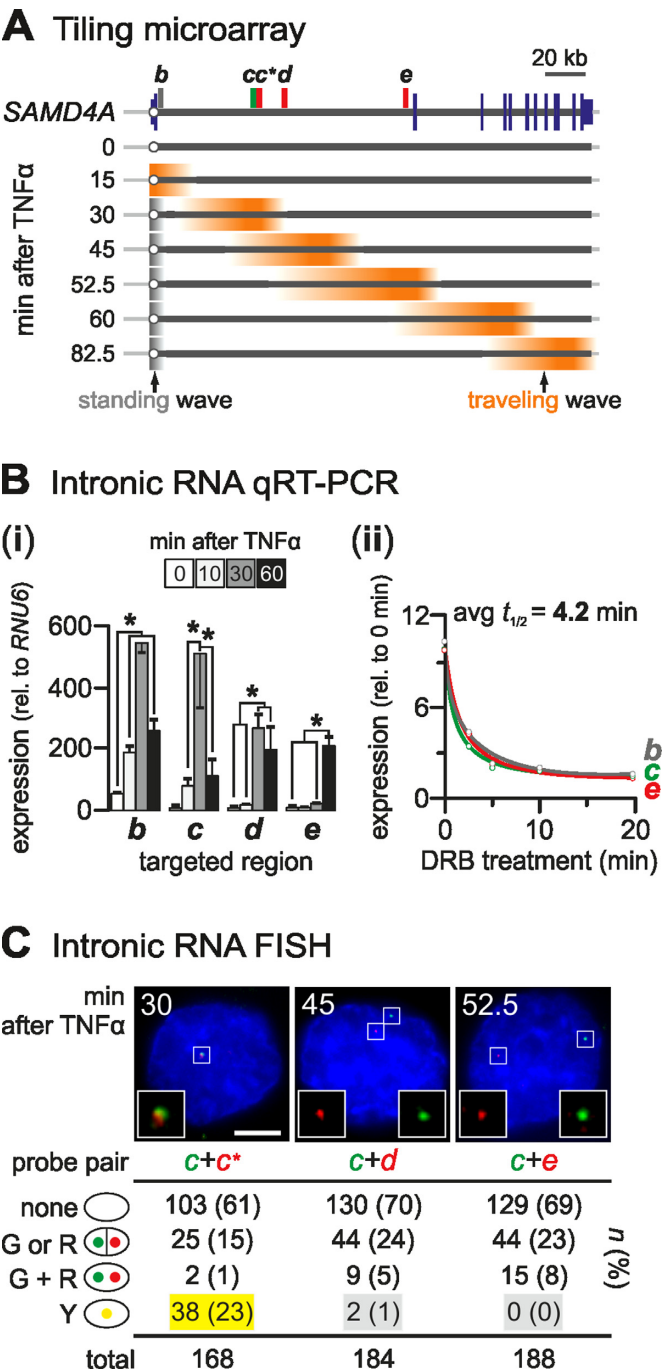 A Tiling microarray
20 kb
b cc* d e
SAMD4A
min after TNFα
0
15
30
45
52.5
60
82.5
standing wave traveling wave
B Intronic RNA qRT-PCR
(i) (ii)
min after TNFα
0 10 30 60
expression (rel. to RNU6)
600
400
200
0
* * * * *
b c d e
targeted region
avg t1/2 = 4.2 min
expression (rel. to 0 min)
12
6
0
b
c
e
0 10 20
DRB treatment (min)
C Intronic RNA FISH
min after TNFα
30 45 52.5
probe pair c+c* c+d c+e
none 103 (61) 130 (70) 129 (69)
G or R 25 (15) 44 (24) 44 (23)
G + R 2 (1) 9 (5) 15 (8)
Y 38 (23) 2 (1) 0 (0)
n (%)
total 168 184 188